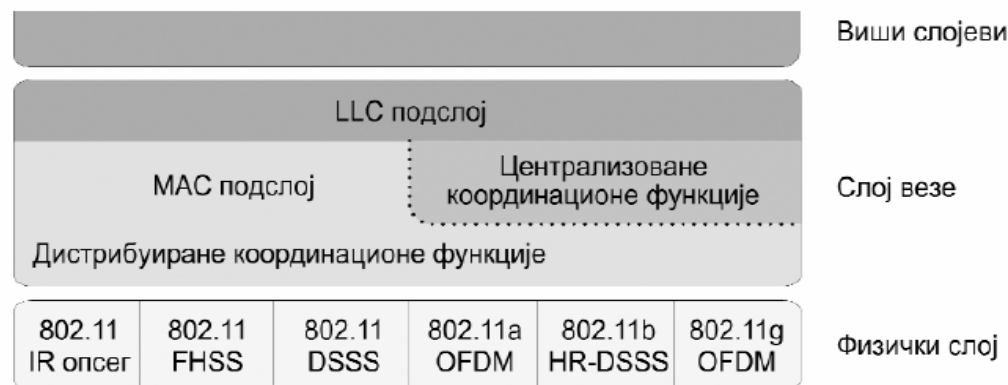 Виши слојеви
LLC подслој
MAC подслој
Централизоване
координационе функције
Слој везе
Дистрибуиране координационе функције
802.11
IR опсег
802.11
FHSS
802.11
DSSS
802.11a
OFDM
802.11b
HR-DSSS
802.11g
OFDM
Физички слој